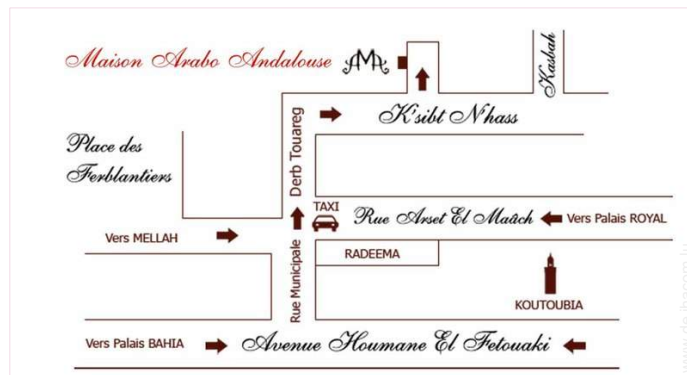 Maison Arabo Andalouse
AMA
Kasbah
K'sibt N'hass
Derb Touareg
Place des
Ferblantiers
TAXI
Rue Arset El Maâch
Vers Palais ROYAL
Vers MELLAH
RADEEMA
Rue Municipale
KOUTOUBIA
Vers Palais BAHIA
Avenue Houmane El Fetouaki